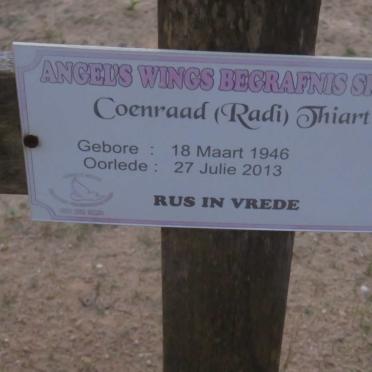 ANGEL'S WINGS BEGRAFNIS
Coenraad (Radi) Thiart
Gebore : 18 Maart 1946
Oorlede : 27 Julie 2013
RUS IN VREDE